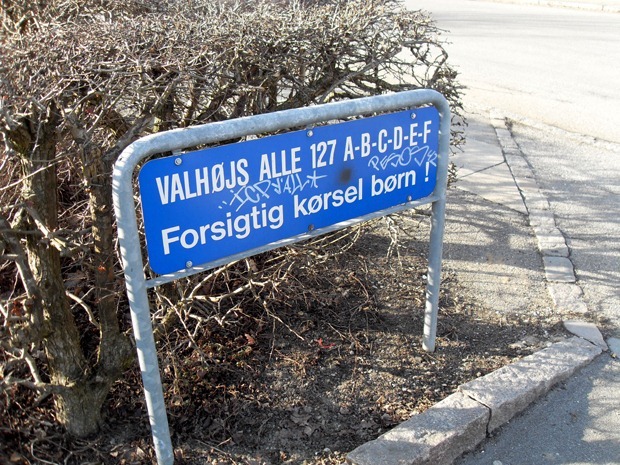 VALHØJS ALLE 127 A-B-C-D-E-F
Forsigtig kørsel børn !